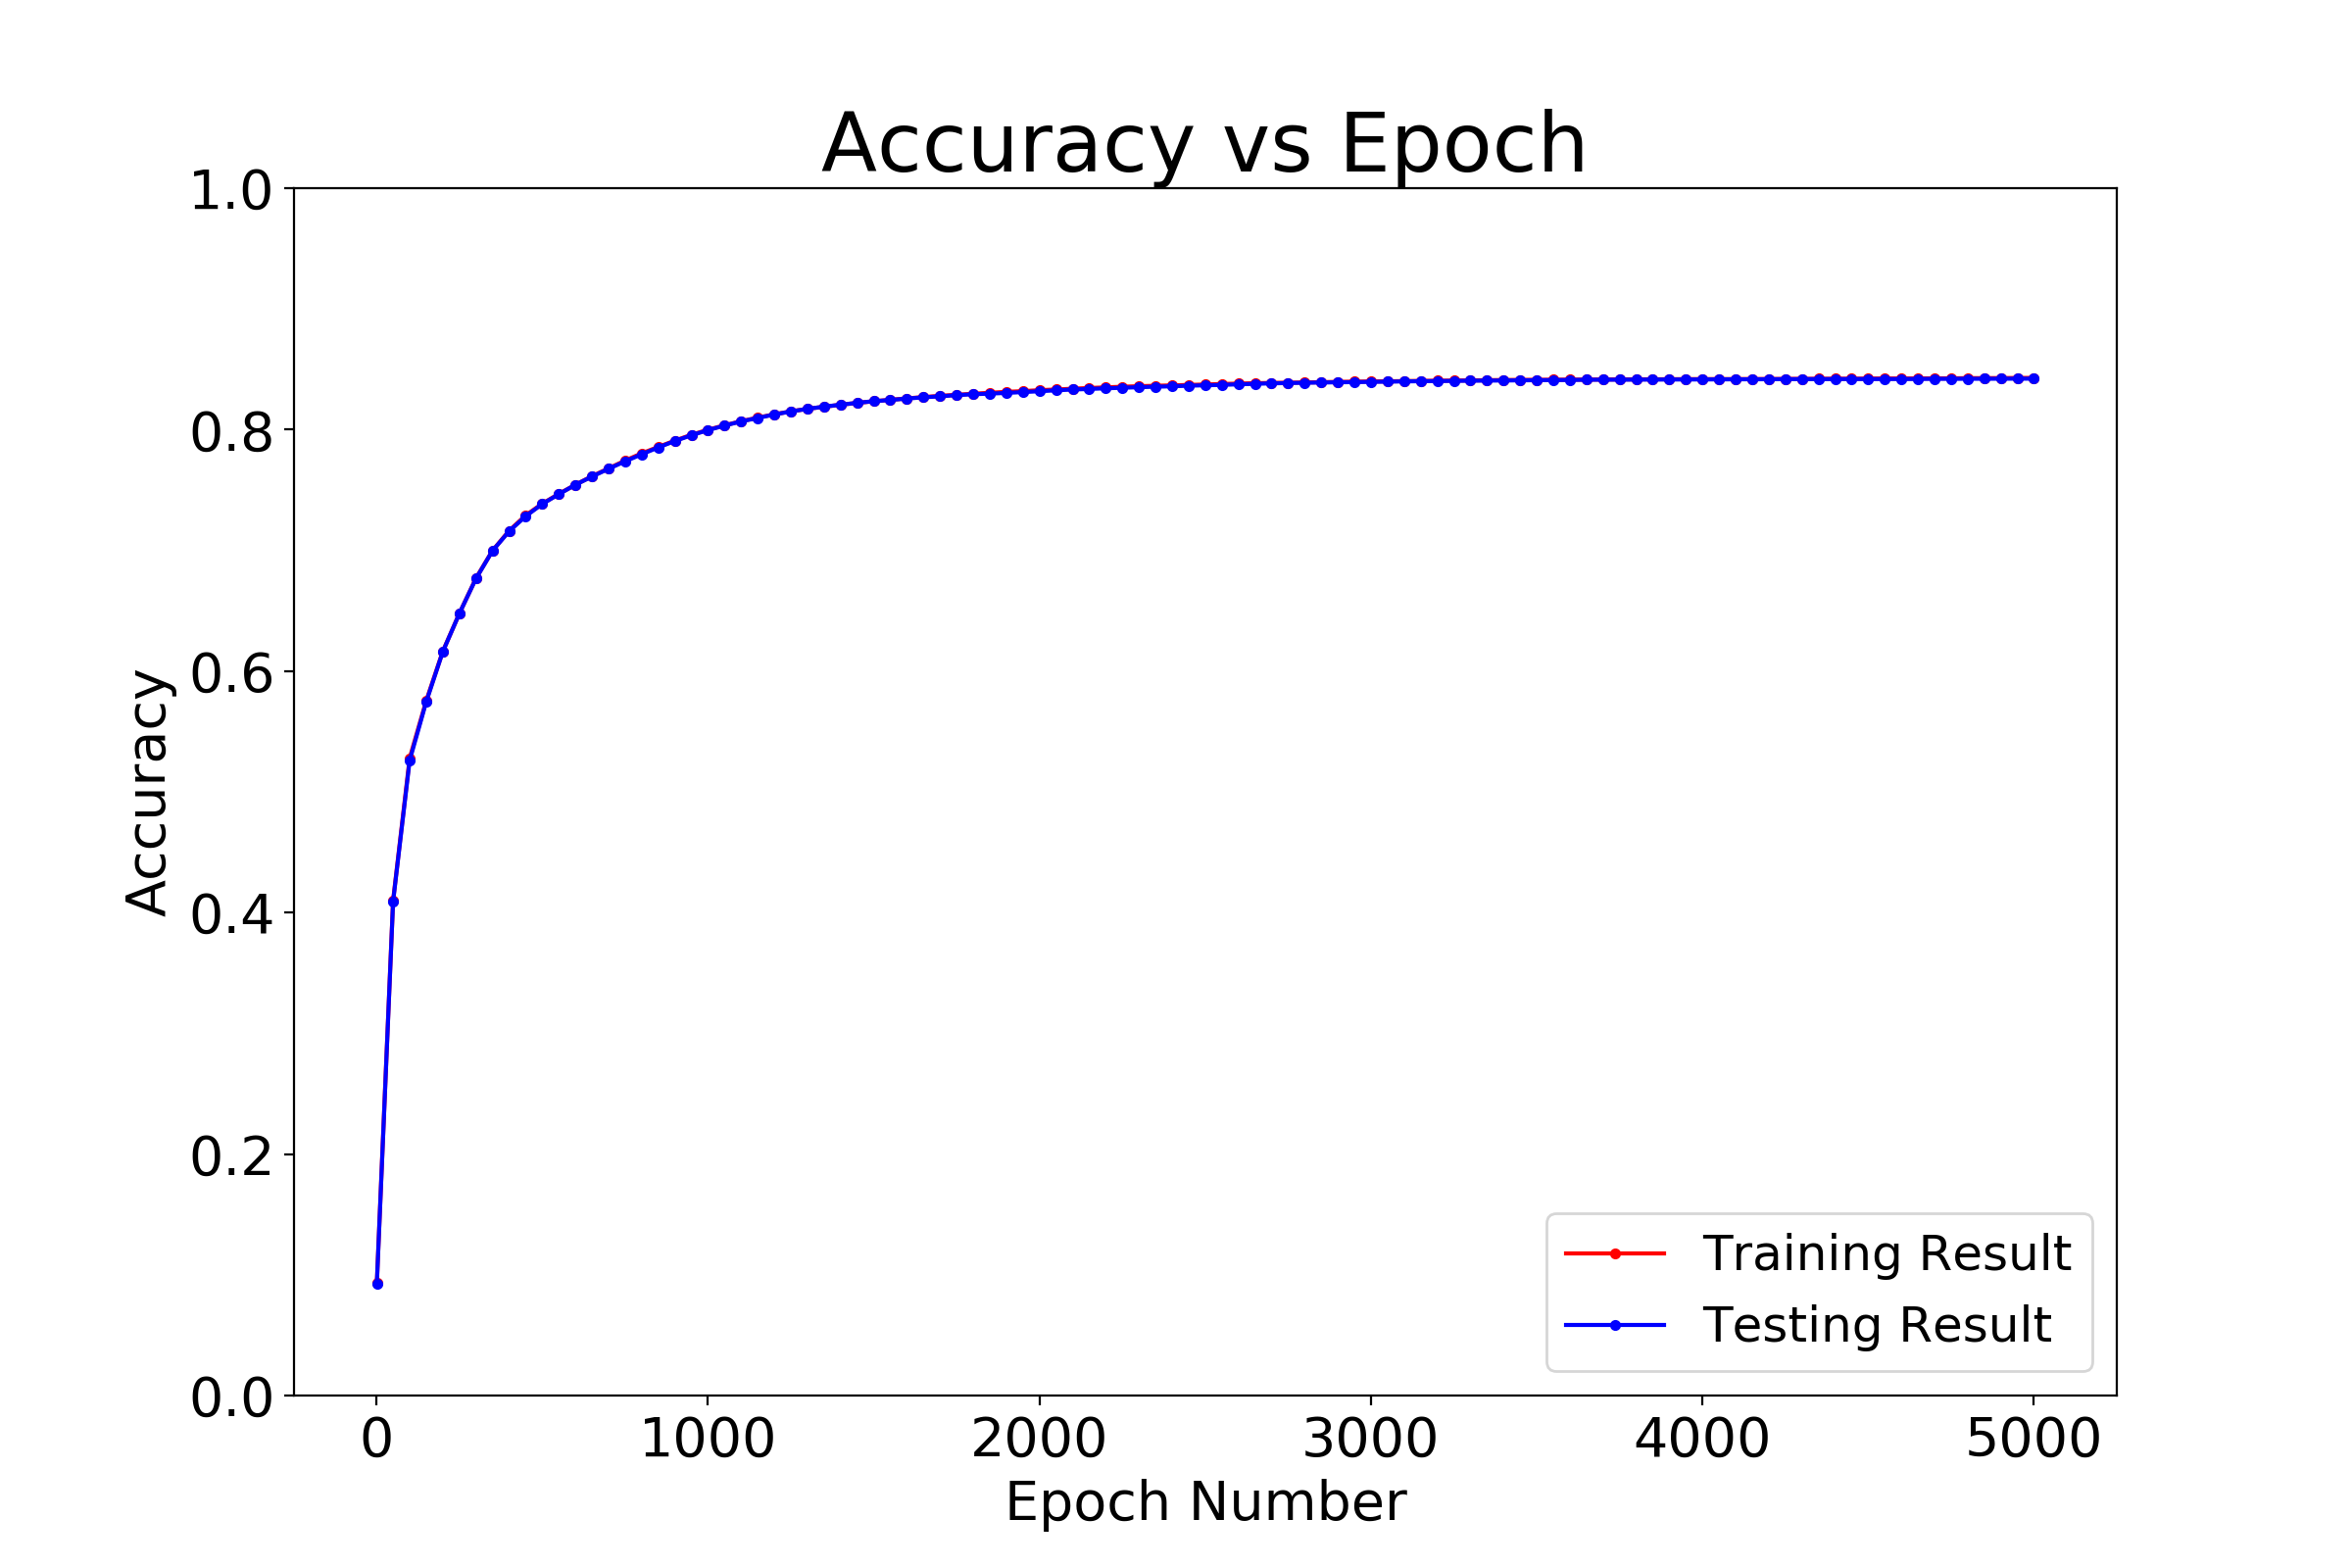 Accuracy vs Epoch
1.0
0.8
0.6
0.4
0.2
0.0
Accuracy
0 1000 2000 3000 4000 5000
Epoch Number
Training Result
Testing Result